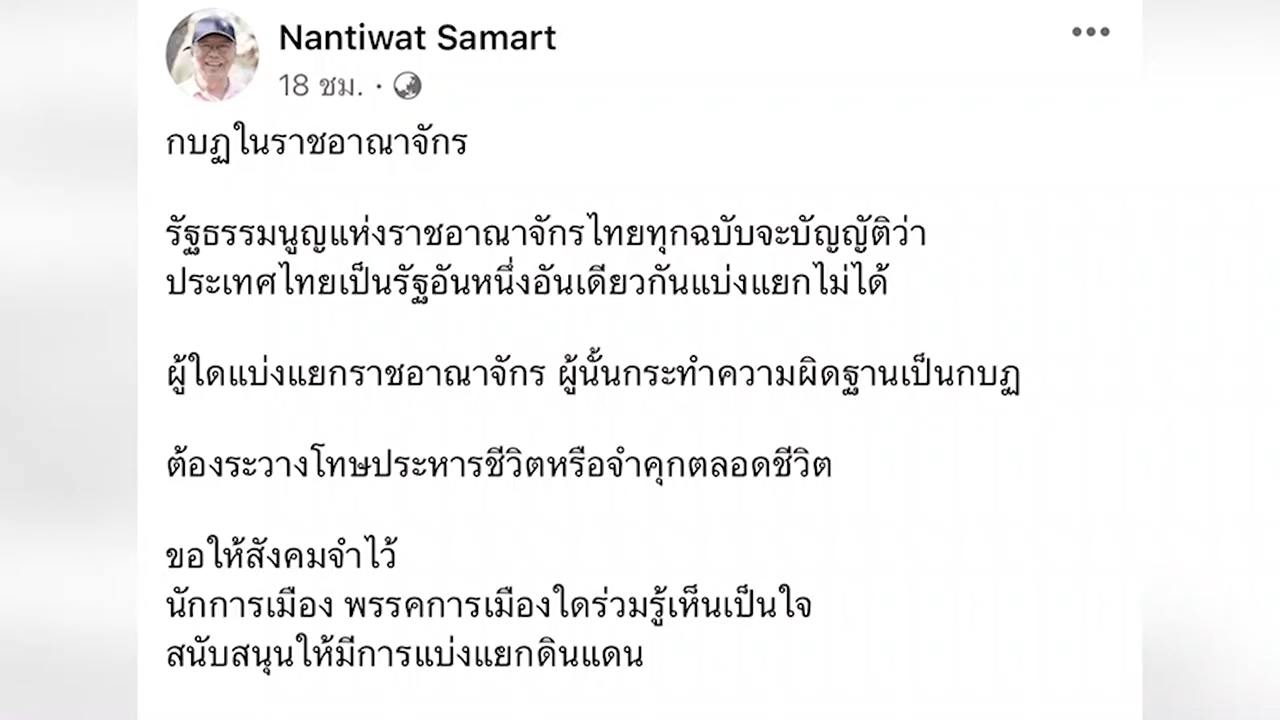 Nantiwat Samart
18 ชม. ·
กบฏในราชอาณาจักร
รัฐธรรมนูญแห่งราชอาณาจักรไทยทุกฉบับจะบัญญัติว่า
ประเทศไทยเป็นรัฐอันหนึ่งอันเดียวกันแบ่งแยกไม่ได้
ผู้ใดแบ่งแยกราชอาณาจักร ผู้นั้นกระทำความผิดฐานเป็นกบฏ
ต้องระวางโทษประหารชีวิตหรือจำคุกตลอดชีวิต
ขอให้สังคมจำไว้
นักการเมือง พรรคการเมืองใดร่วมรู้เห็นเป็นใจ
สนับสนุนให้มีการแบ่งแยกดินแดน